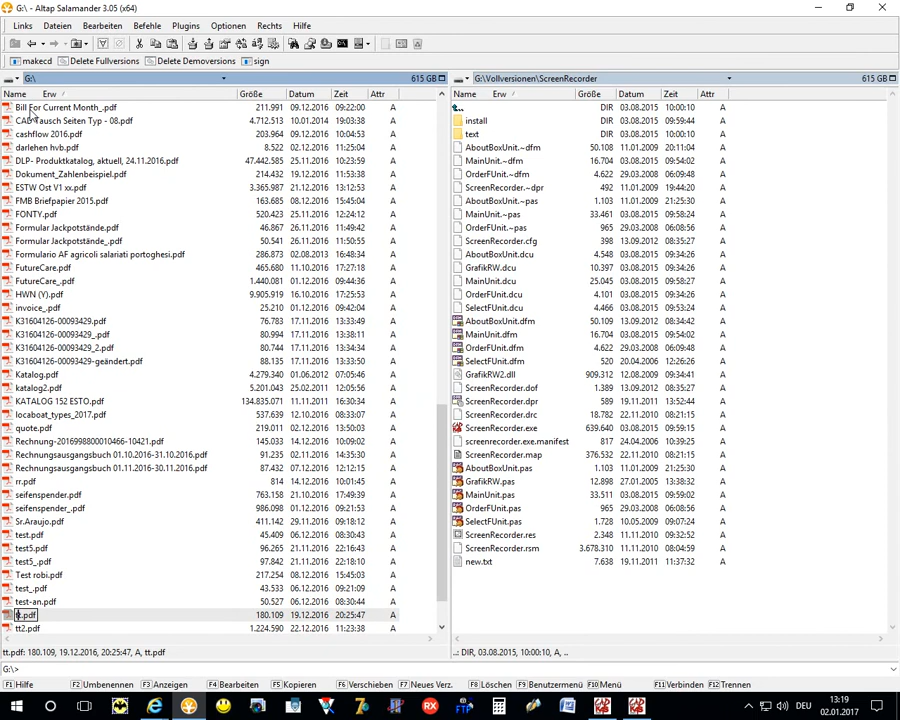 G:\ - Altap Salamander 3.05 (x64)
Links Dateien Bearbeiten Befehle Plugins Optionen Rechts Hilfe
makecd Delete Fullversions Delete Demoversions sign
G:\ 615 GB G:\Vollversionen\ScreenRecorder 615 GB
Name Erw Größe Datum Zeit Attr Name Erw Größe Datum Zeit Attr
Bill For Current Month_.pdf 211.991 09.12.2016 09:22:00 A .. DIR 03.08.2015 10:00:10
CAD Tausch Seiten Typ - 08.pdf 4.712.513 10.01.2014 19:03:38 A install DIR 03.08.2015 09:59:44
cashflow 2016.pdf 203.964 09.12.2016 10:04:53 A text DIR 03.08.2015 10:00:10
darlehen hvb.pdf 8.522 02.12.2016 11:25:04 A AboutBoxUnit.~dfm 50.108 11.09.2011 20:11:04 A
DLP- Produktkatalog, aktuell, 24.11.2016.pdf 47.442.585 25.11.2016 10:23:59 A MainUnit.~dfm 16.704 03.08.2015 09:54:02 A
Dokument_Zahlenbeispiel.pdf 214.432 19.12.2016 11:53:38 A OrderFUnit.~dfm 4.622 29.03.2008 06:09:48 A
ESTW Ost V1 xx.pdf 3.365.987 21.12.2016 13:12:53 A ScreenRecorder.~dpr 492 11.09.2011 19:44:20 A
FMB Briefpapier 2015.pdf 163.685 08.12.2016 15:45:04 A AboutBoxUnit.~pas 1.103 11.09.2011 21:25:30 A
FONTY.pdf 520.423 25.11.2016 12:24:12 A MainUnit.~pas 33.461 03.08.2015 09:58:24 A
Formular Jackpotstände_.pdf 46.867 26.11.2016 11:49:42 A OrderFUnit.~pas 965 29.03.2008 06:08:56 A
Formular Jackpotstände_.pdf 50.541 26.11.2016 11:50:55 A ScreenRecorder.cfg 398 13.09.2012 08:35:27 A
Formulario AF agricoli salariati portoghesi.pdf 286.873 02.08.2013 16:48:34 A AboutBoxUnit.dcu 4.548 03.08.2015 09:34:26 A
FutureCare.pdf 465.680 11.10.2016 17:27:18 A GrafikRW.dcu 10.397 03.08.2015 09:34:26 A
FutureCare_.pdf 1.440.081 01.12.2016 09:44:36 A MainUnit.dcu 25.045 03.08.2015 09:58:27 A
HWN (Y).pdf 9.905.919 16.10.2016 17:25:53 A OrderFUnit.dcu 4.101 03.08.2015 09:34:26 A
invoice_.pdf 25.210 01.12.2016 09:42:04 A SelectFUnit.dcu 4.466 03.08.2015 09:53:24 A
K31604126-00093429.pdf 76.783 17.11.2016 13:33:49 A AboutBoxUnit.dfm 50.109 13.09.2012 08:34:42 A
K31604126-00093429_.pdf 80.994 17.11.2016 13:38:11 A MainUnit.dfm 16.704 03.08.2015 09:54:02 A
K31604126-00093429_2.pdf 80.744 17.11.2016 13:34:34 A OrderFUnit.dfm 4.622 29.03.2008 06:09:48 A
K31604126-00093429-geändert.pdf 88.135 17.11.2016 13:33:50 A SelectFUnit.dfm 520 20.04.2006 12:26:26 A
Katalog.pdf 4.279.340 01.06.2012 07:05:46 A GrafikRW2.dll 909.312 12.09.2008 09:34:41 A
katalog2.pdf 5.201.043 25.02.2011 12:05:56 A ScreenRecorder.dof 1.389 13.09.2012 08:35:27 A
KATALOG 152 ESTO.pdf 134.835.071 11.11.2011 16:30:34 A ScreenRecorder.dpr 589 19.11.2011 13:52:44 A
locaboat_types_2017.pdf 537.639 12.10.2016 08:33:07 A ScreenRecorder.drc 18.782 22.11.2010 08:21:15 A
quote.pdf 219.011 02.12.2016 13:50:03 A ScreenRecorder.exe 639.640 03.08.2015 09:59:15 A
Rechnung-2016998800010466-10421.pdf 145.033 14.12.2016 10:09:02 A screenrecorder.exe.manifest 817 24.04.2006 10:39:25 A
Rechnungsausgangsbuch 01.10.2016-31.10.2016.pdf 91.235 02.11.2016 14:35:30 A ScreenRecorder.map 376.532 22.11.2010 08:21:15 A
Rechnungsausgangsbuch 01.11.2016-30.11.2016.pdf 87.432 07.12.2016 12:12:15 A AboutBoxUnit.pas 1.103 11.09.2011 21:25:30 A
rr.pdf 814 14.12.2016 10:01:45 A GrafikRW.pas 12.898 27.01.2005 13:38:32 A
seifenspender.pdf 763.158 21.10.2016 17:49:39 A MainUnit.pas 33.511 03.08.2015 09:59:02 A
seifenspender_.pdf 986.098 01.12.2016 09:21:53 A OrderFUnit.pas 965 29.03.2008 06:08:56 A
Sr.Araujo.pdf 411.142 29.11.2016 09:18:12 A SelectFUnit.pas 1.728 10.05.2009 09:07:24 A
test.pdf 45.409 06.12.2016 08:30:43 A ScreenRecorder.res 2.148 11.11.2010 09:32:52 A
test5.pdf 96.265 21.11.2016 22:16:43 A ScreenRecorder.rsm 3.678.310 11.11.2010 08:04:59 A
test5_.pdf 97.842 21.11.2016 22:18:10 A new.txt 7.638 19.11.2011 11:37:32 A
Test robi.pdf 217.254 08.12.2016 15:45:03 A
test_.pdf 43.533 06.12.2016 09:21:09 A
test-an.pdf 50.527 06.12.2016 08:30:44 A
tt.pdf 180.109 19.12.2016 20:25:47 A
tt2.pdf 1.224.590 22.12.2016 11:23:38 A
tt.pdf: 180.109, 19.12.2016, 20:25:47, A, tt.pdf ..: DIR, 03.08.2015, 10:00:10, A, ..
G:\>
F1 Hilfe F2 Umbenennen F3 Anzeigen F4 Bearbeiten F5 Kopieren F6 Verschieben F7 Neues Verz. F8 Löschen F9 Benutzermenü F10 Menü F11 Verbinden F12 Trennen
DEU 13:19
02.01.2017